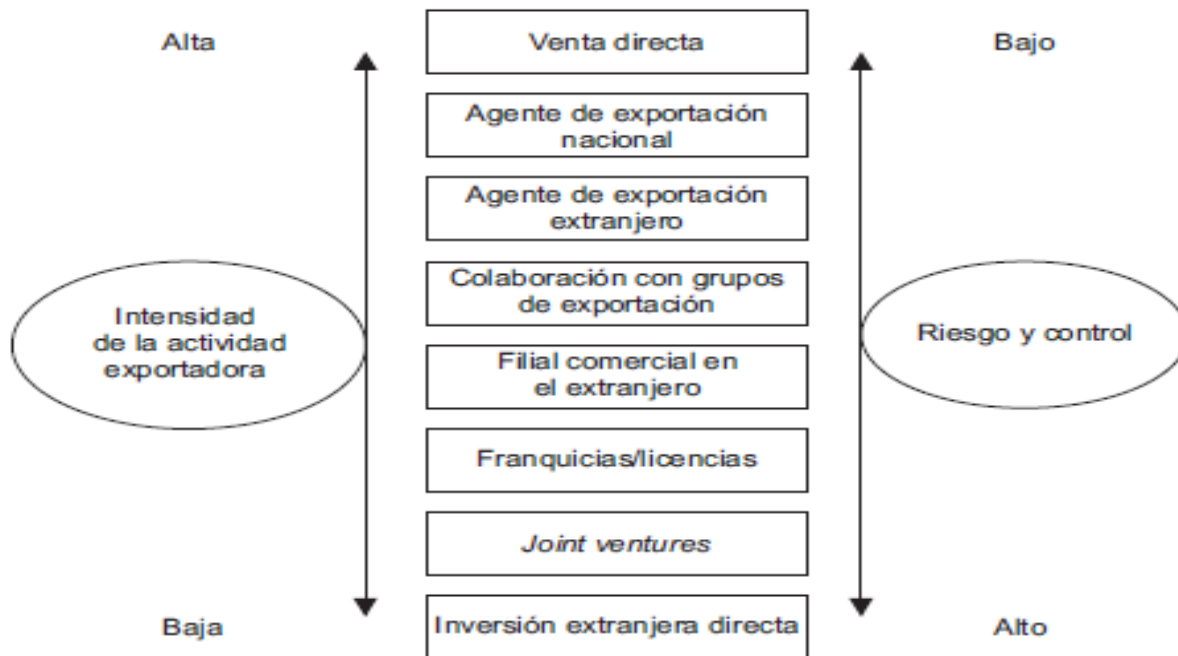 Alta
Venta directa
Bajo
Agente de exportación
nacional
Agente de exportación
extranjero
Colaboración con grupos
de exportación
Intensidad
de la actividad
exportadora
Riesgo y control
Filial comercial en
el extranjero
Franquicias/licencias
Joint ventures
Baja
Inversión extranjera directa
Alto